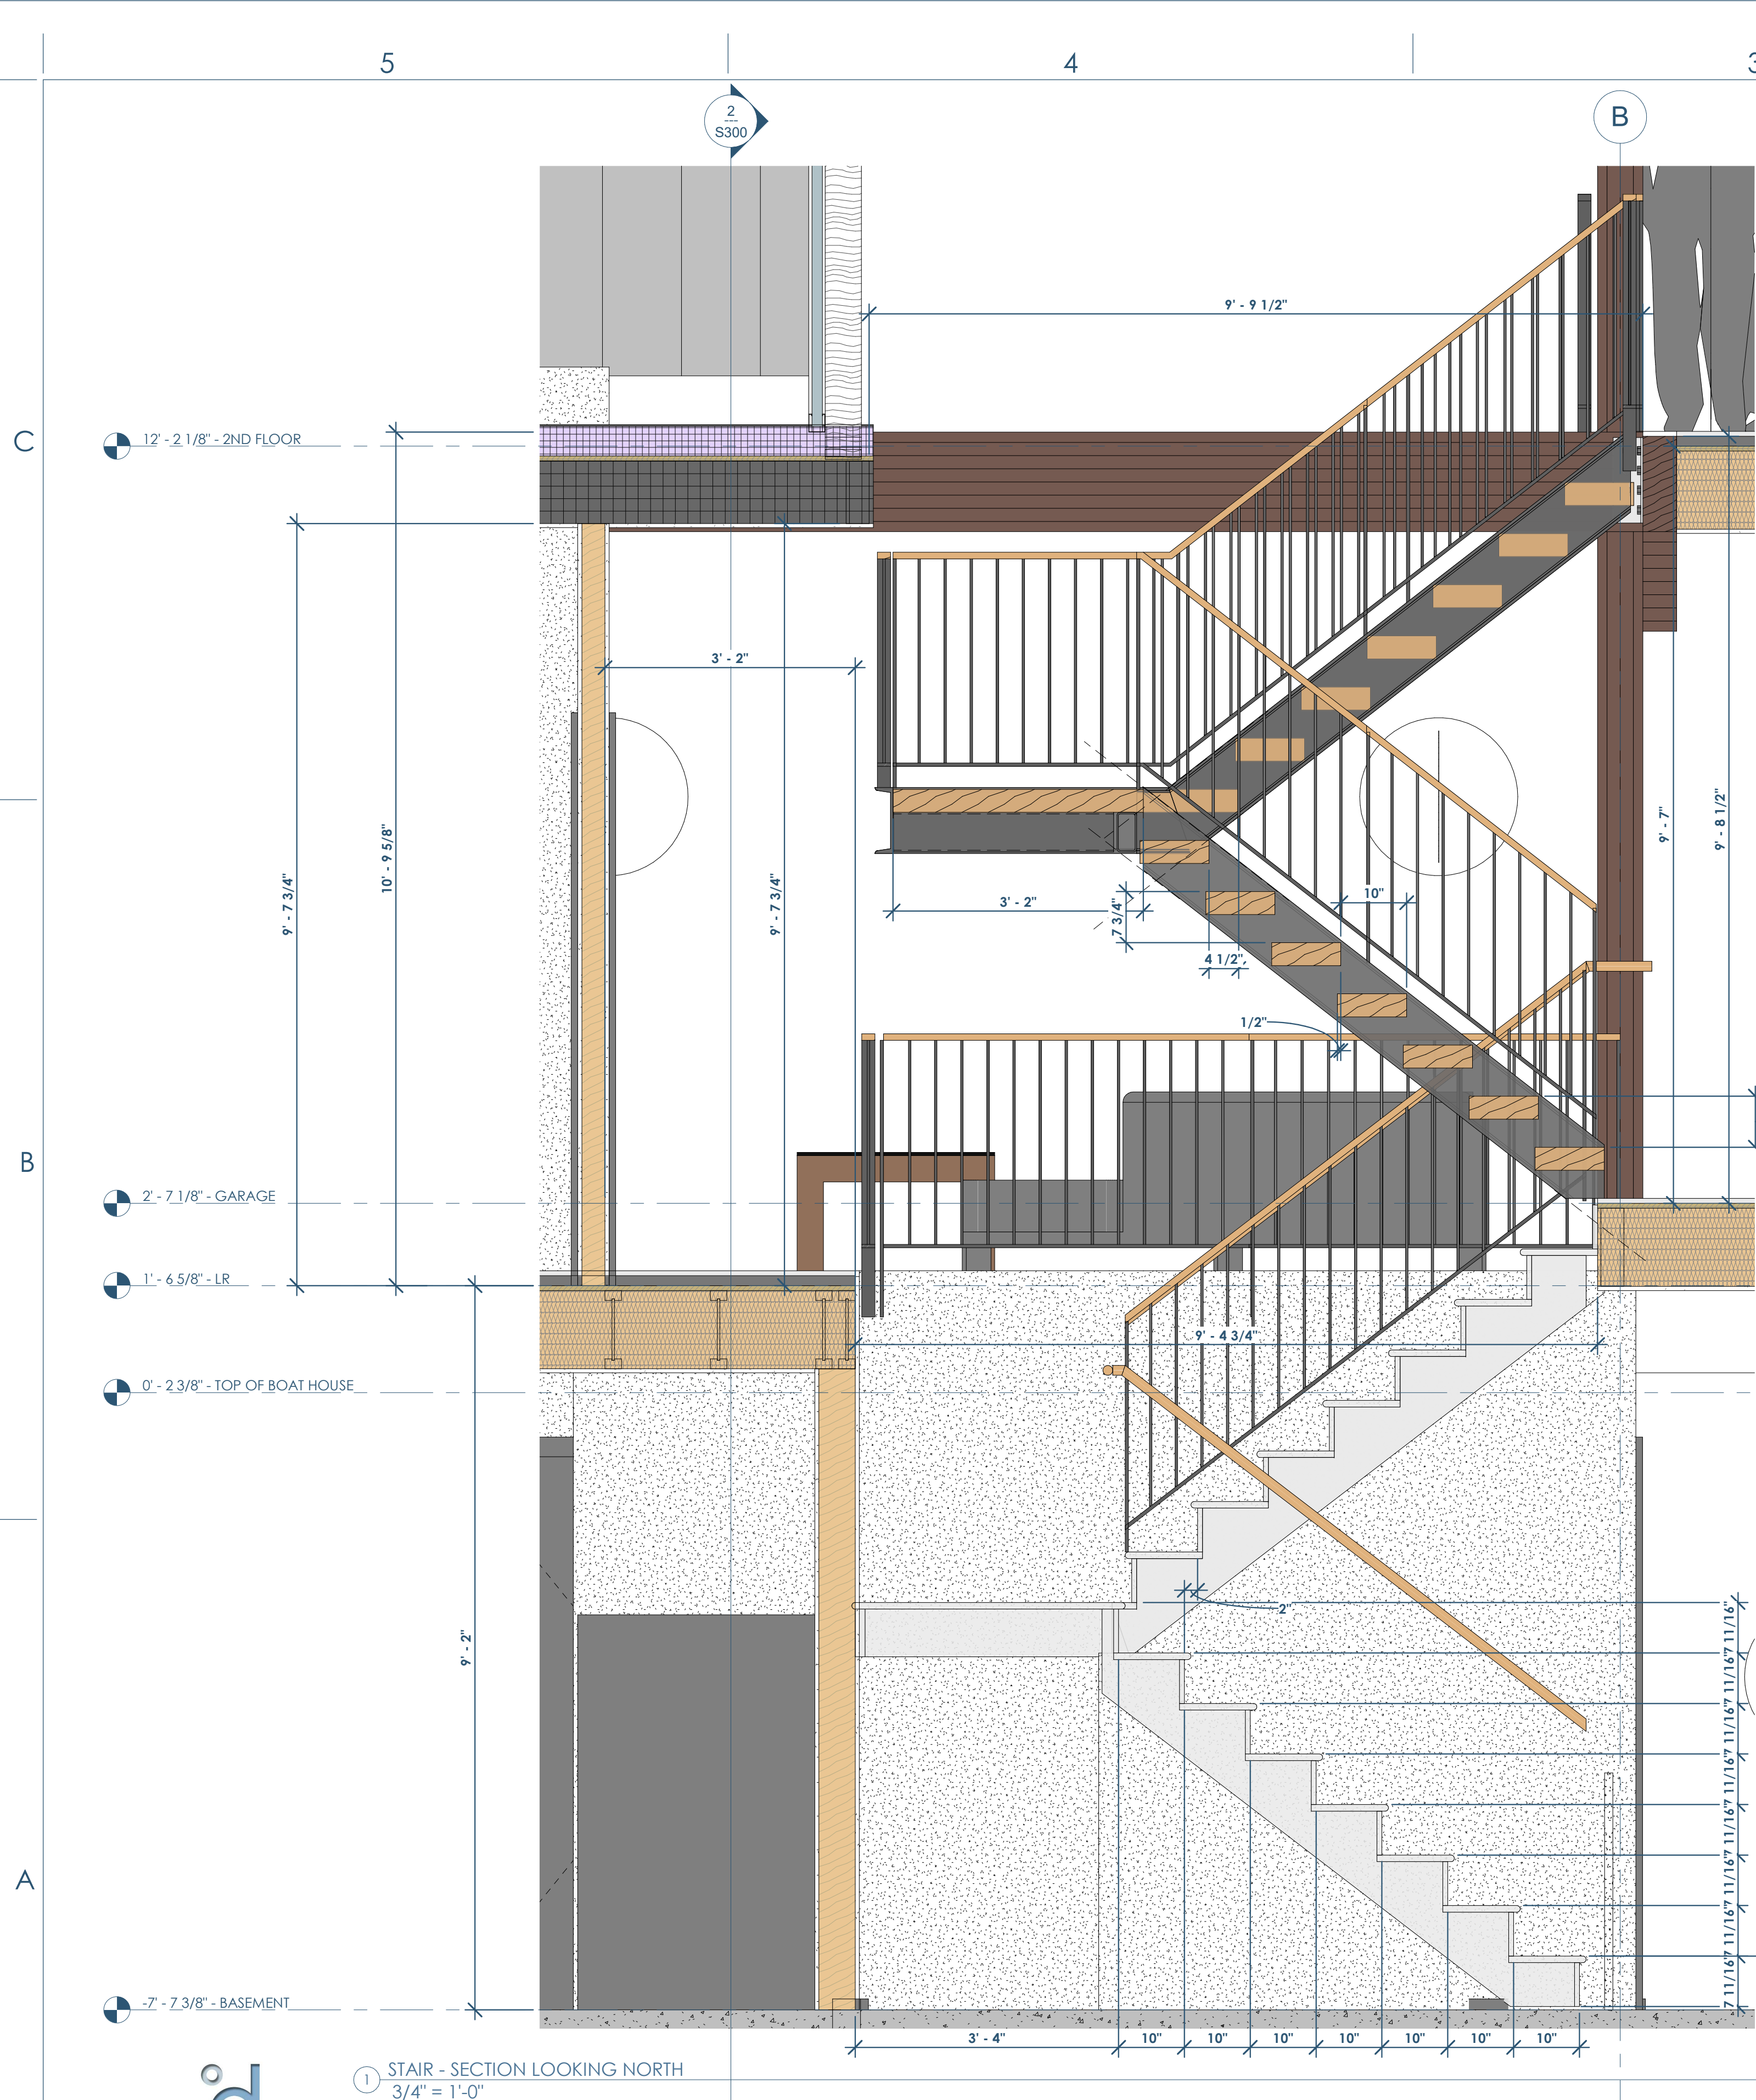 5
4
2
---
S300
B
9' - 9 1/2"
C
12' - 2 1/8" - 2ND FLOOR
3' - 2"
10' - 9 5/8"
9' - 7 3/4"
9' - 7 3/4"
9' - 7"
9' - 8 1/2"
3' - 2"
7 3/4"
10"
4 1/2"
1/2"
B
2' - 7 1/8" - GARAGE
1' - 6 5/8" - LR
9' - 4 3/4"
0' - 2 3/8" - TOP OF BOAT HOUSE
2"
9' - 2"
7 11/16"
7 11/16"
7 11/16"
7 11/16"
7 11/16"
7 11/16"
7 11/16"
7 11/16"
A
-7' - 7 3/8" - BASEMENT
3' - 4"
10"
10"
10"
10"
10"
10"
10"
1
STAIR - SECTION LOOKING NORTH
3/4" = 1'-0"